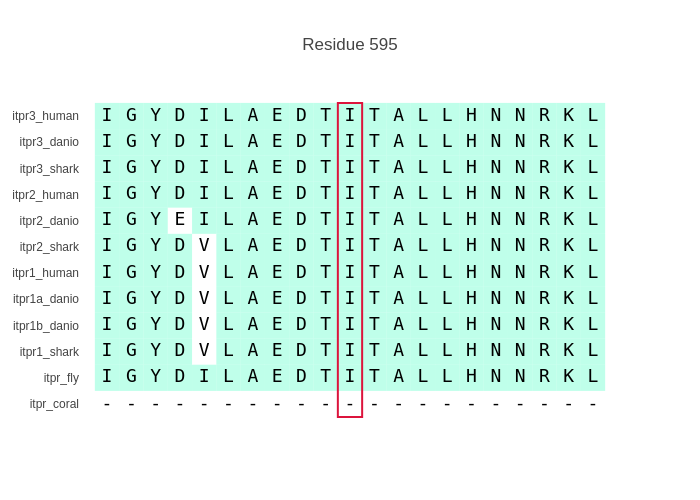 Residue 595
itpr3_human I G Y D I L A E D T I T A L L H N N R K L
itpr3_danio I G Y D I L A E D T I T A L L H N N R K L
itpr3_shark I G Y D I L A E D T I T A L L H N N R K L
itpr2_human I G Y D I L A E D T I T A L L H N N R K L
itpr2_danio I G Y E I L A E D T I T A L L H N N R K L
itpr2_shark I G Y D V L A E D T I T A L L H N N R K L
itpr1_human I G Y D V L A E D T I T A L L H N N R K L
itpr1a_danio I G Y D V L A E D T I T A L L H N N R K L
itpr1b_danio I G Y D V L A E D T I T A L L H N N R K L
itpr1_shark I G Y D V L A E D T I T A L L H N N R K L
itpr_fly I G Y D I L A E D T I T A L L H N N R K L
itpr_coral - - - - - - - - - - - - - - - - - - - - -